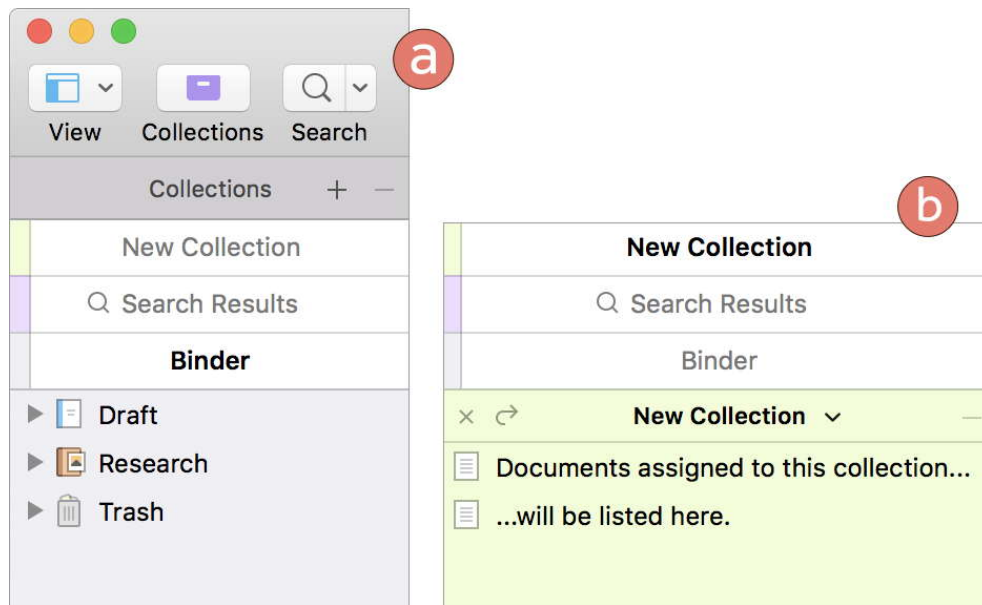 a
View Collections Search
Collections + −
New Collection
Search Results
Binder
Draft
Research
Trash
b
New Collection
Search Results
Binder
New Collection
Documents assigned to this collection...
...will be listed here.